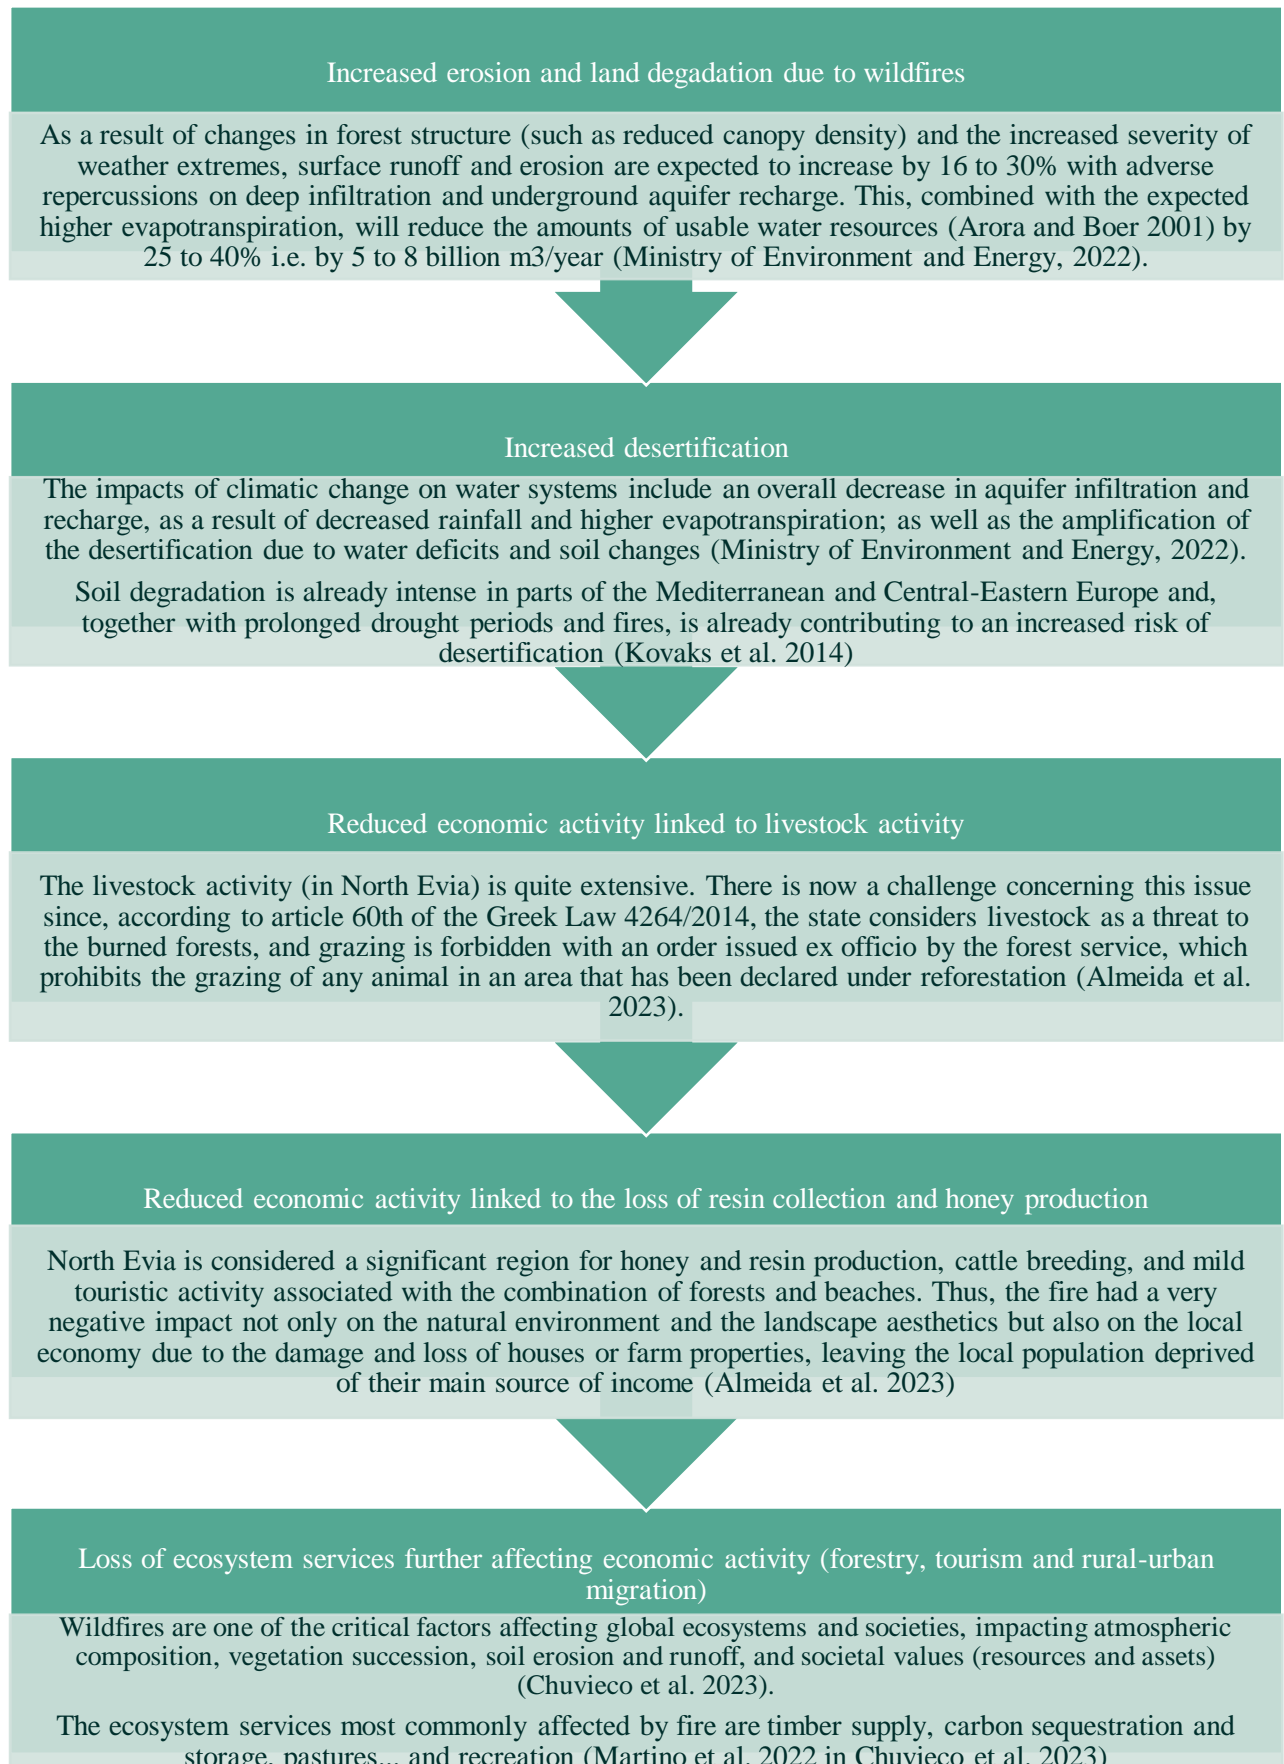 Increased erosion and land degadation due to wildfires
As a result of changes in forest structure (such as reduced canopy density) and the increased severity of
weather extremes, surface runoff and erosion are expected to increase by 16 to 30% with adverse
repercussions on deep infiltration and underground aquifer recharge. This, combined with the expected
higher evapotranspiration, will reduce the amounts of usable water resources (Arora and Boer 2001) by
25 to 40% i.e. by 5 to 8 billion m3/year (Ministry of Environment and Energy, 2022).
Increased desertification
The impacts of climatic change on water systems include an overall decrease in aquifer infiltration and
recharge, as a result of decreased rainfall and higher evapotranspiration; as well as the amplification of
the desertification due to water deficits and soil changes (Ministry of Environment and Energy, 2022).
Soil degradation is already intense in parts of the Mediterranean and Central-Eastern Europe and,
together with prolonged drought periods and fires, is already contributing to an increased risk of
desertification (Kovaks et al. 2014)
Reduced economic activity linked to livestock activity
The livestock activity (in North Evia) is quite extensive. There is now a challenge concerning this issue
since, according to article 60th of the Greek Law 4264/2014, the state considers livestock as a threat to
the burned forests, and grazing is forbidden with an order issued ex officio by the forest service, which
prohibits the grazing of any animal in an area that has been declared under reforestation (Almeida et al.
2023).
Reduced economic activity linked to the loss of resin collection and honey production
North Evia is considered a significant region for honey and resin production, cattle breeding, and mild
touristic activity associated with the combination of forests and beaches. Thus, the fire had a very
negative impact not only on the natural environment and the landscape aesthetics but also on the local
economy due to the damage and loss of houses or farm properties, leaving the local population deprived
of their main source of income (Almeida et al. 2023)
Loss of ecosystem services further affecting economic activity (forestry, tourism and rural-urban
migration)
Wildfires are one of the critical factors affecting global ecosystems and societies, impacting atmospheric
composition, vegetation succession, soil erosion and runoff, and societal values (resources and assets)
(Chuvieco et al. 2023).
The ecosystem services most commonly affected by fire are timber supply, carbon sequestration and
storage, pastures... and recreation (Martino et al. 2022 in Chuvieco et al. 2023)